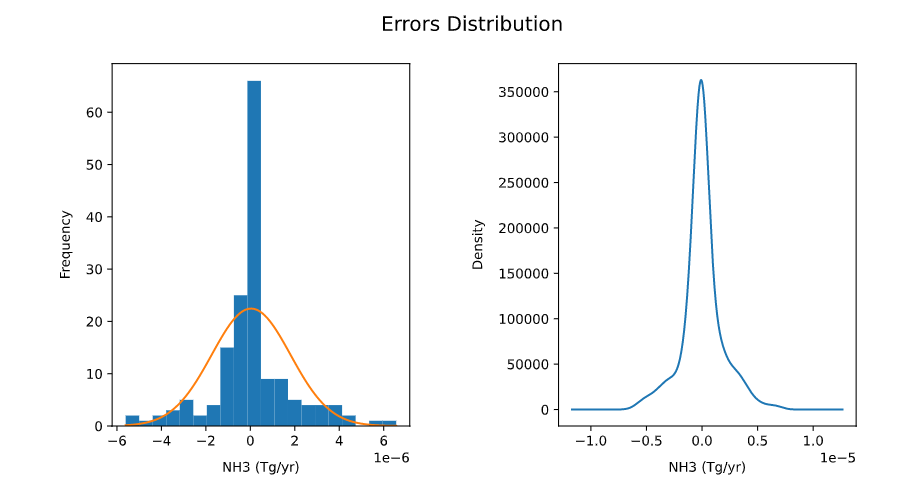 Errors Distribution
Frequency
60
50
40
30
20
10
0
−6 −4 −2 0 2 4 6
1e−6
NH3 (Tg/yr)
Density
350000
300000
250000
200000
150000
100000
50000
0
−1.0 −0.5 0.0 0.5 1.0
1e−5
NH3 (Tg/yr)